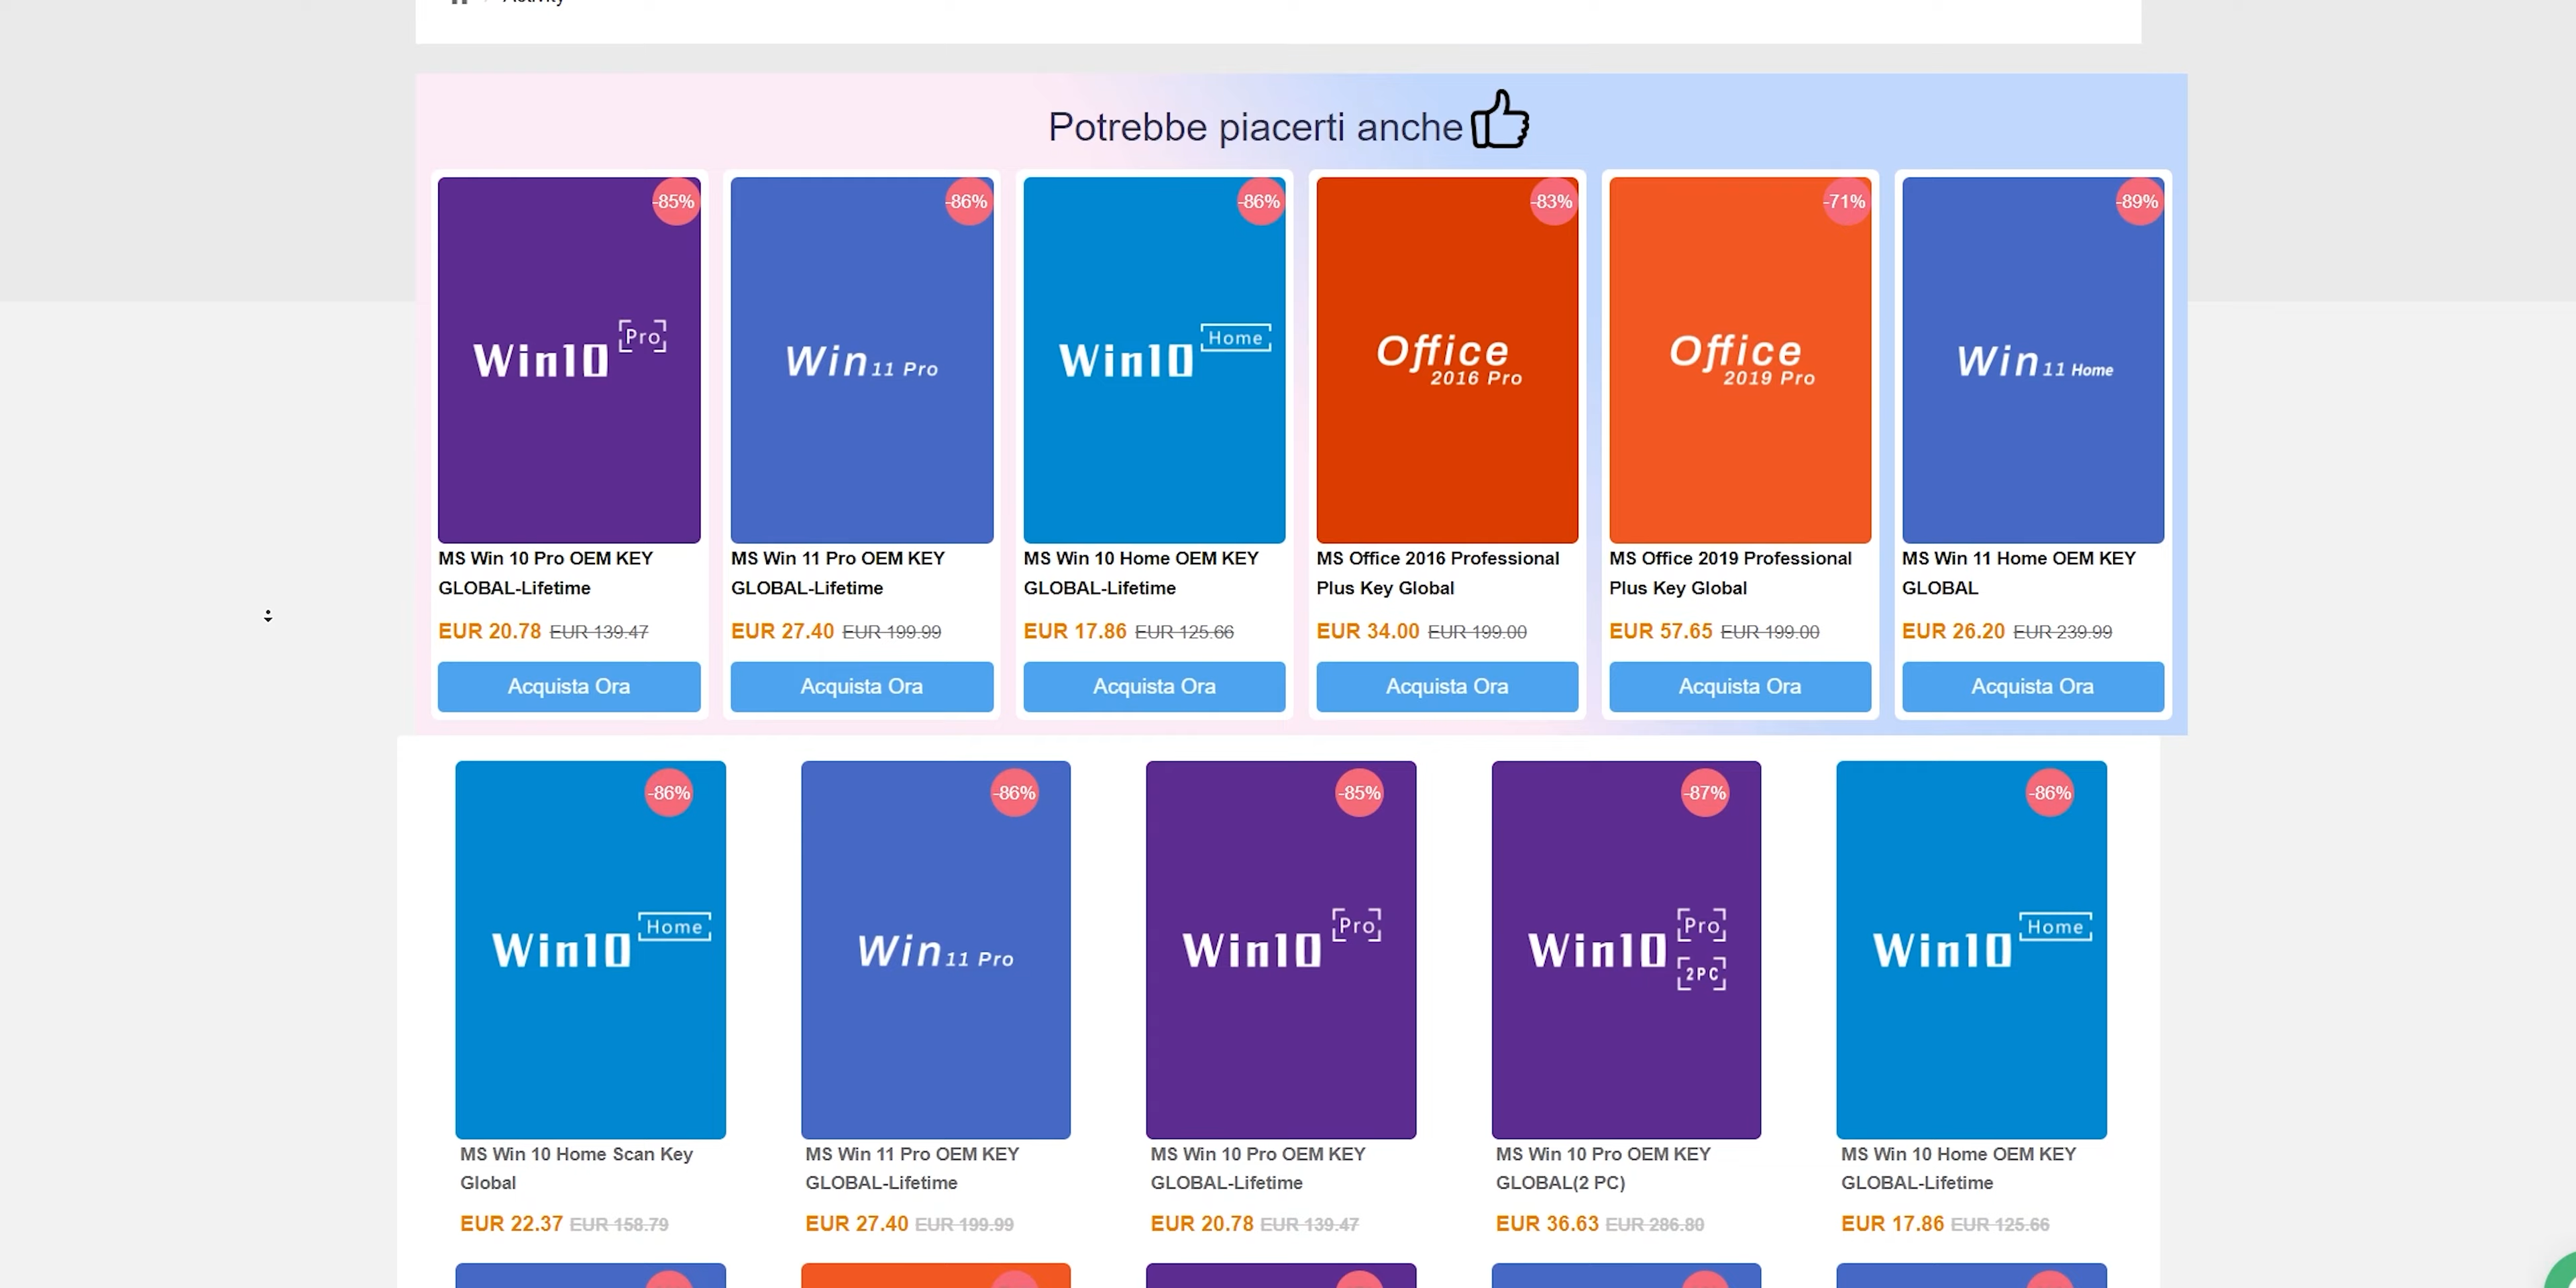 Activity
Potrebbe piacerti anche
-85%
-86%
-86%
-83%
-71%
-89%
Win10 Pro
Win 11 Pro
Win10 Home
Office
2016 Pro
Office
2019 Pro
Win 11 Home
MS Win 10 Pro OEM KEY
GLOBAL-Lifetime
EUR 20.78 EUR 139.47
Acquista Ora
MS Win 11 Pro OEM KEY
GLOBAL-Lifetime
EUR 27.40 EUR 199.99
Acquista Ora
MS Win 10 Home OEM KEY
GLOBAL-Lifetime
EUR 17.86 EUR 125.66
Acquista Ora
MS Office 2016 Professional
Plus Key Global
EUR 34.00 EUR 199.00
Acquista Ora
MS Office 2019 Professional
Plus Key Global
EUR 57.65 EUR 199.00
Acquista Ora
MS Win 11 Home OEM KEY
GLOBAL
EUR 26.20 EUR 239.99
Acquista Ora
-86%
-86%
-85%
-87%
-86%
Win10 Home
Win 11 Pro
Win10 Pro
Win10 Pro
2PC
Win10 Home
MS Win 10 Home Scan Key
Global
EUR 22.37 EUR 158.79
MS Win 11 Pro OEM KEY
GLOBAL-Lifetime
EUR 27.40 EUR 199.99
MS Win 10 Pro OEM KEY
GLOBAL-Lifetime
EUR 20.78 EUR 139.47
MS Win 10 Pro OEM KEY
GLOBAL(2 PC)
EUR 36.63 EUR 286.80
MS Win 10 Home OEM KEY
GLOBAL-Lifetime
EUR 17.86 EUR 125.66